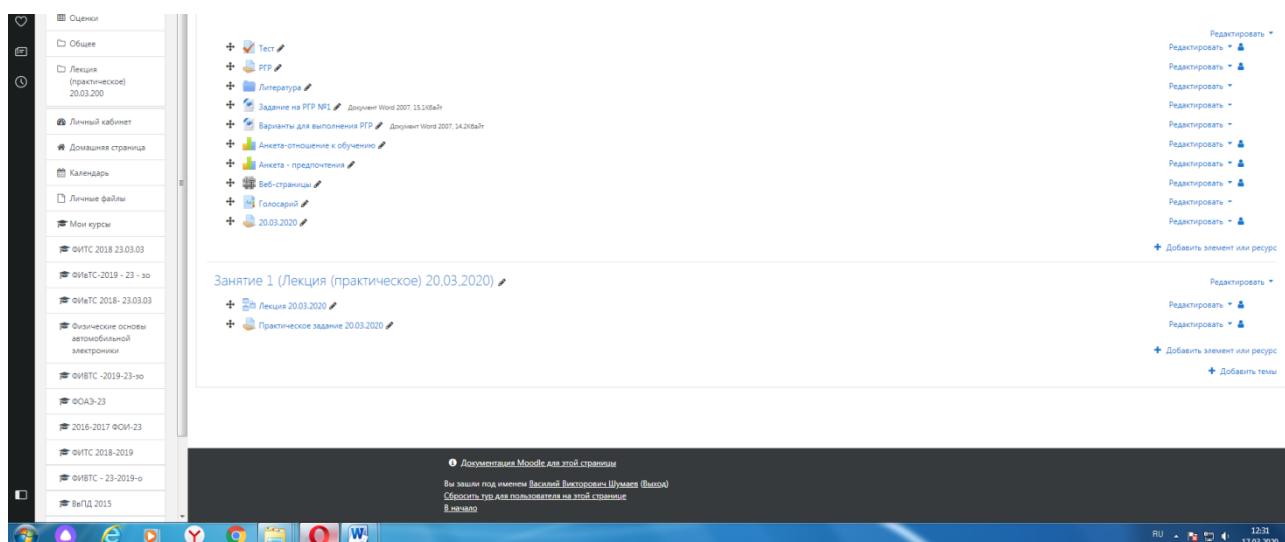 Оценки
Общее
Лекция
(практическое)
20.03.200
Личный кабинет
Домашняя страница
Календарь
Личные файлы
Мои курсы
ФИТС 2018 23.03.03
ФИвТС-2019 - 23 - зо
ФИвТС 2018- 23.03.03
Физические основы
автомобильной
электроники
ФИВТС -2019-23-зо
ФОАЭ-23
2016-2017 ФОИ-23
ФИТС 2018-2019
ФИВТС - 23-2019-о
ВвПД 2015
Редактировать
Тест Редактировать
РГР Редактировать
Литература Редактировать
Задание на РГР №1 Документ Word 2007, 15.1Кбайт Редактировать
Варианты для выполнения РГР Документ Word 2007, 14.2Кбайт Редактировать
Анкета-отношение к обучению Редактировать
Анкета - предпочтения Редактировать
Веб-страницы Редактировать
Голосарий Редактировать
20.03.2020 Редактировать
Добавить элемент или ресурс
Занятие 1 (Лекция (практическое) 20.03.2020) Редактировать
Лекция 20.03.2020 Редактировать
Практическое задание 20.03.2020 Редактировать
Добавить элемент или ресурс
Добавить темы
Документация Moodle для этой страницы
Вы зашли под именем Василий Викторович Шумаев (Выход)
Сбросить тур для пользователя на этой странице
В начало
RU 12:31
17.03.2020